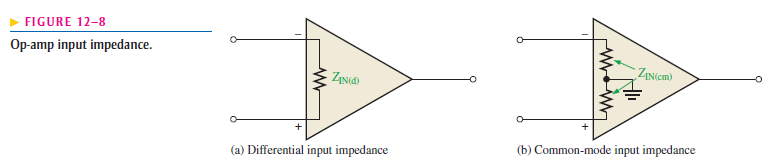 ► FIGURE 12–8
Op-amp input impedance.
–
ZIN(d)
+
(a) Differential input impedance
–
ZIN(cm)
+
(b) Common-mode input impedance